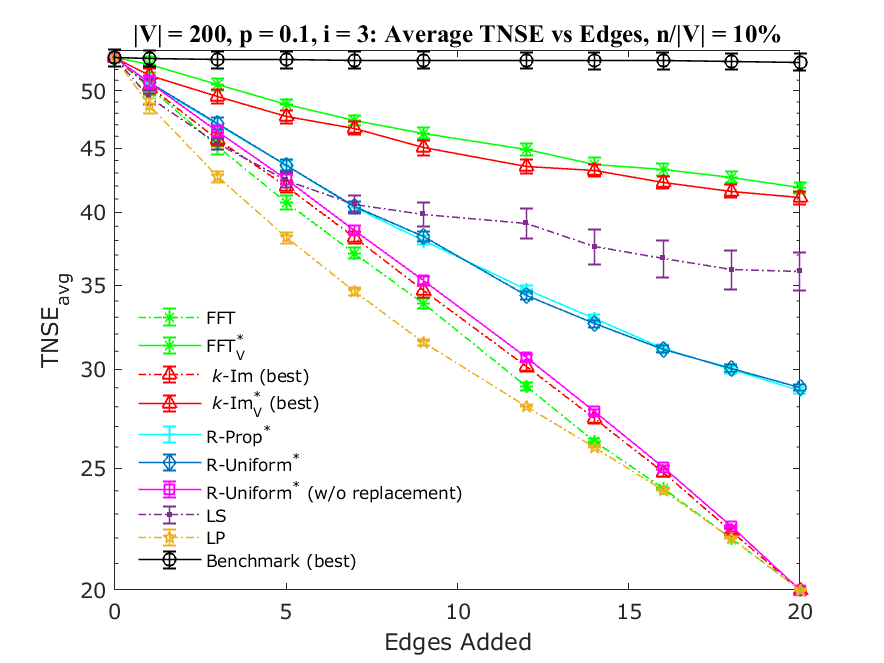 |V| = 200, p = 0.1, i = 3: Average TNSE vs Edges, n/|V| = 10%
50
45
40
35
30
25
20
TNSE_avg
FFT
FFT*_V
k-Im (best)
k-Im*_V (best)
R-Prop*
R-Uniform*
R-Uniform* (w/o replacement)
LS
LP
Benchmark (best)
0 5 10 15 20
Edges Added